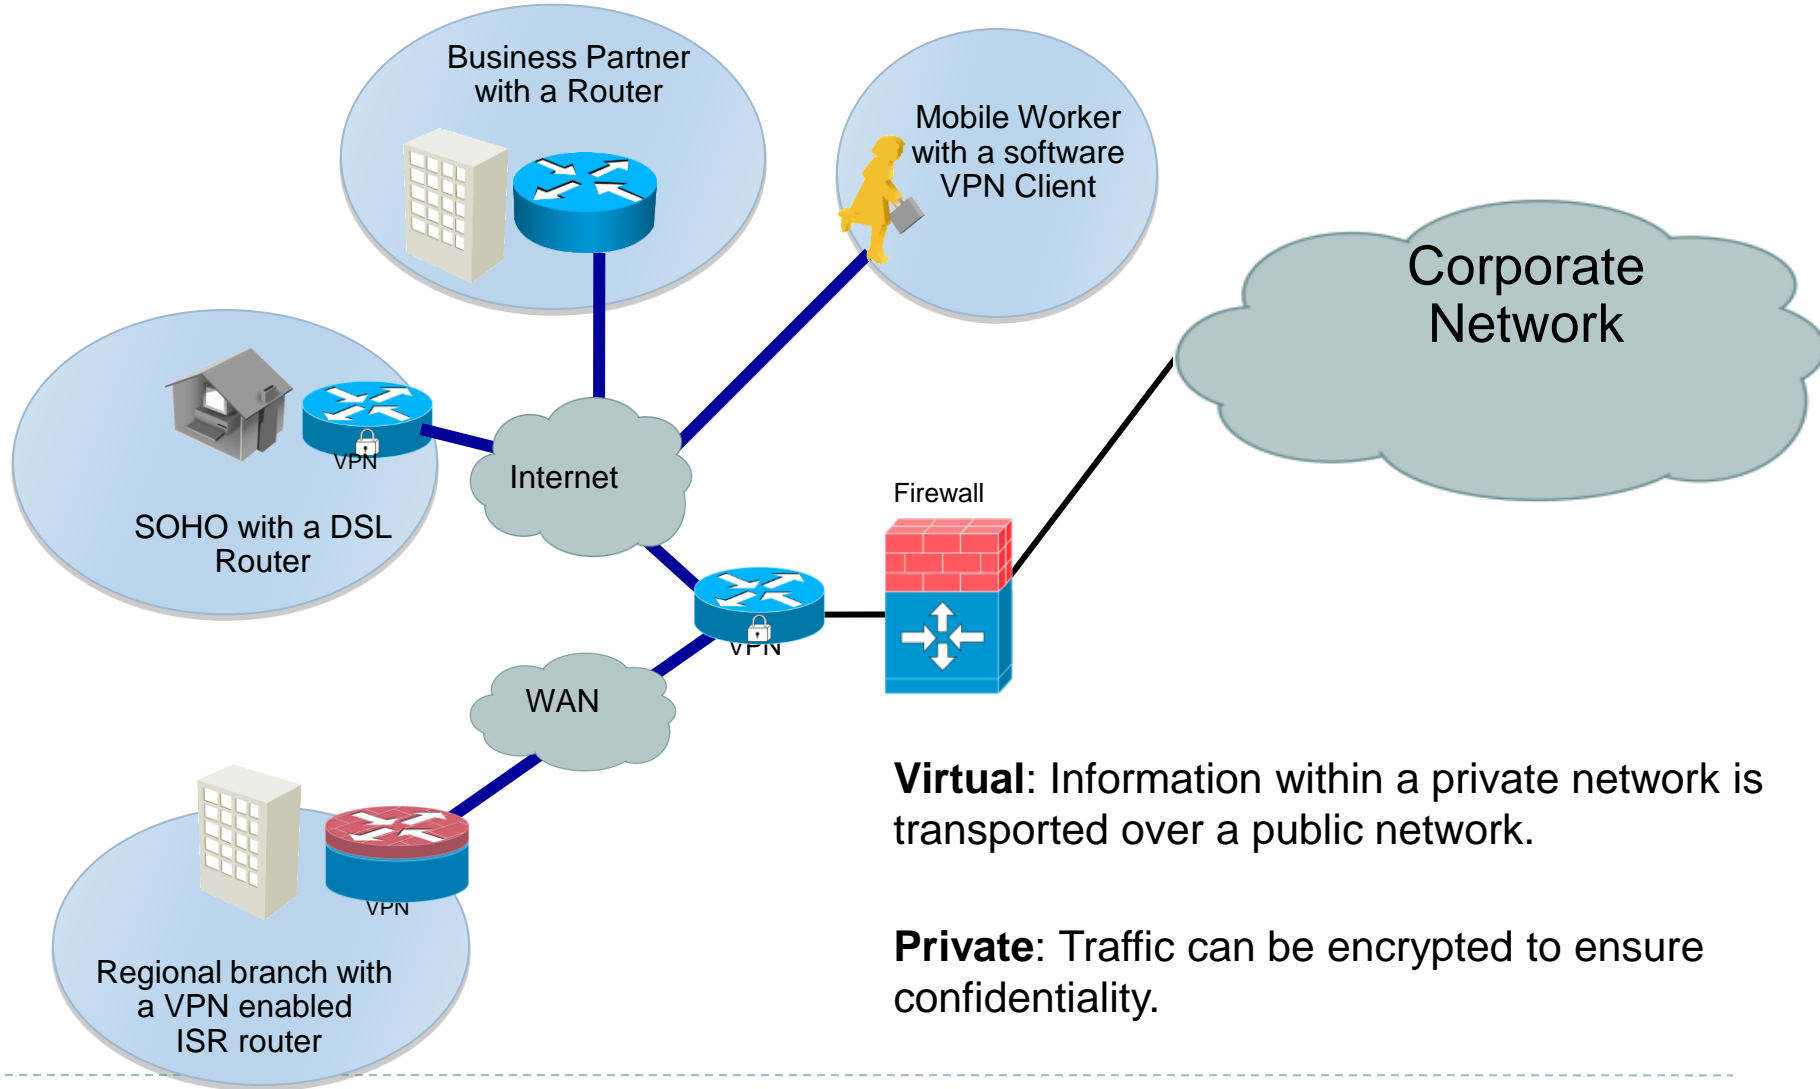 Business Partner
with a Router
Mobile Worker
with a software
VPN Client
Corporate
Network
VPN
Internet
SOHO with a DSL
Router
Firewall
VPN
WAN
VPN
Regional branch with
a VPN enabled
ISR router
Virtual: Information within a private network is
transported over a public network.
Private: Traffic can be encrypted to ensure
confidentiality.